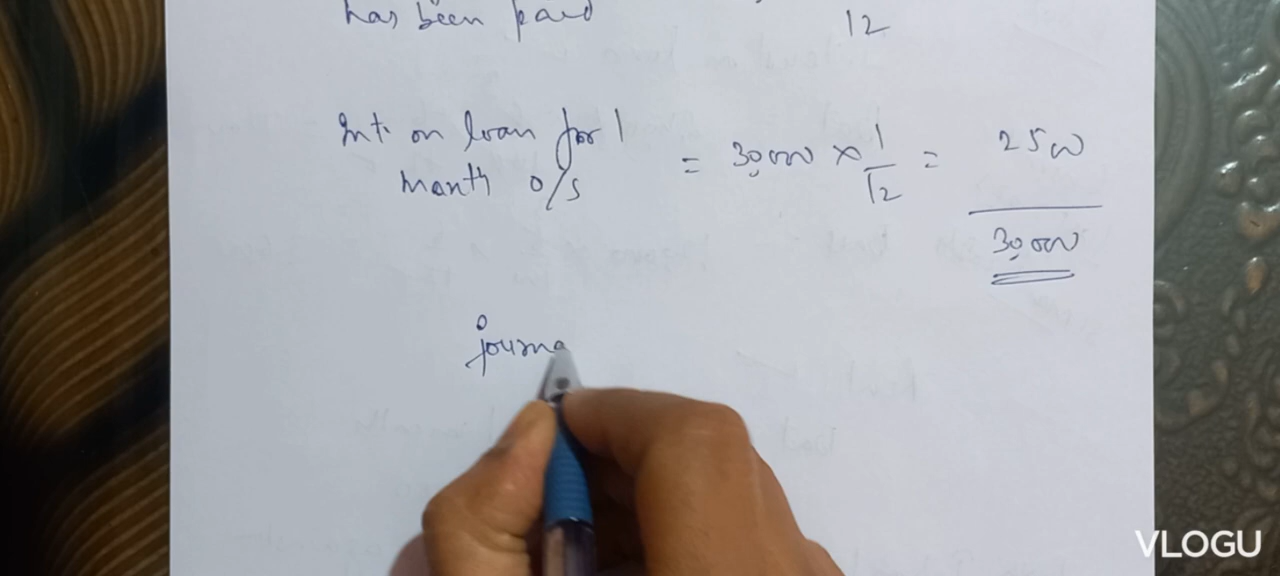 has been paid
12
Int. on loan for 1
month o/s = 30,000 × 1/12 = 2500
30,000
journa
VLOGU